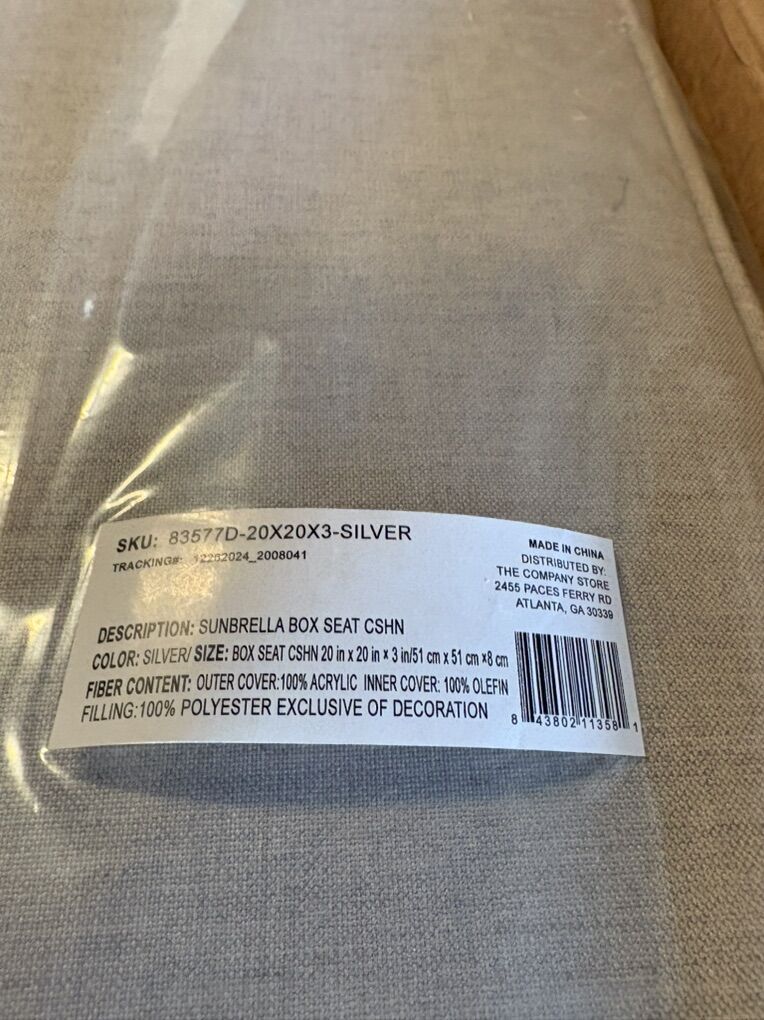 SKU: 83577D-20X20X3-SILVER
TRACKING#: 12262024_2008041
MADE IN CHINA
DISTRIBUTED BY:
THE COMPANY STORE
2455 PACES FERRY RD
ATLANTA, GA 30339
DESCRIPTION: SUNBRELLA BOX SEAT CSHN
COLOR: SILVER/ SIZE: BOX SEAT CSHN 20 in x 20 in × 3 in/51 cm x 51 cm ×8 cm
FIBER CONTENT: OUTER COVER:100% ACRYLIC INNER COVER: 100% OLEFIN
FILLING:100% POLYESTER EXCLUSIVE OF DECORATION
8 43802 11358 1